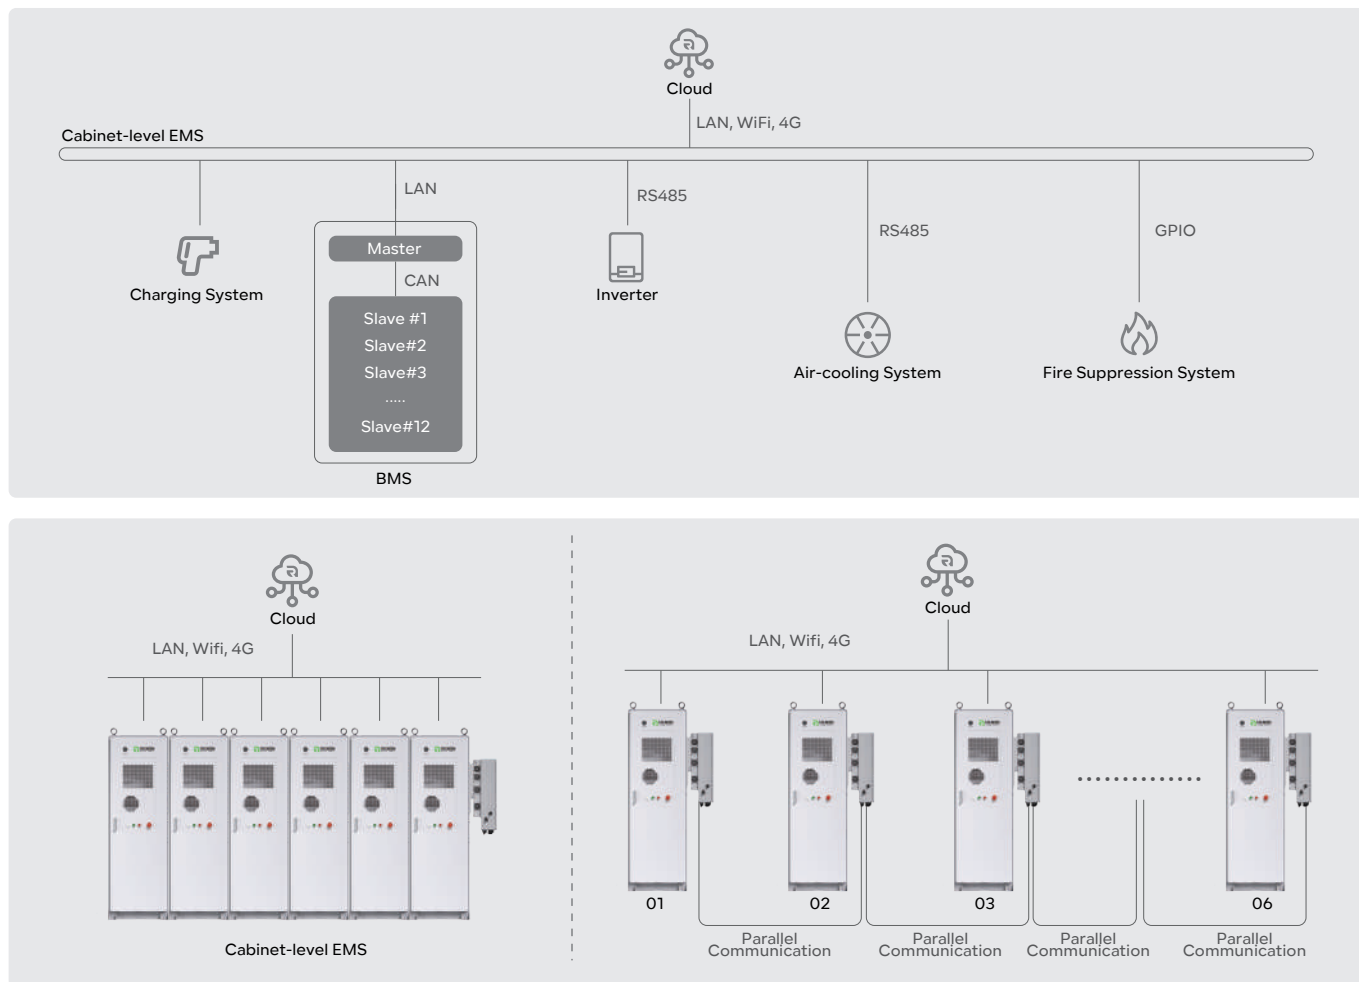 Cloud
LAN, WiFi, 4G
Cabinet-level EMS
LAN
RS485
RS485
GPIO
Master
CAN
Charging System
Inverter
Slave #1
Slave#2
Slave#3
.....
Slave#12
Air-cooling System
Fire Suppression System
BMS
Cloud
LAN, Wifi, 4G
Cabinet-level EMS
Cloud
LAN, Wifi, 4G
01
02
03
06
Parallel
Communication
Parallel
Communication
Parallel
Communication
Parallel
Communication